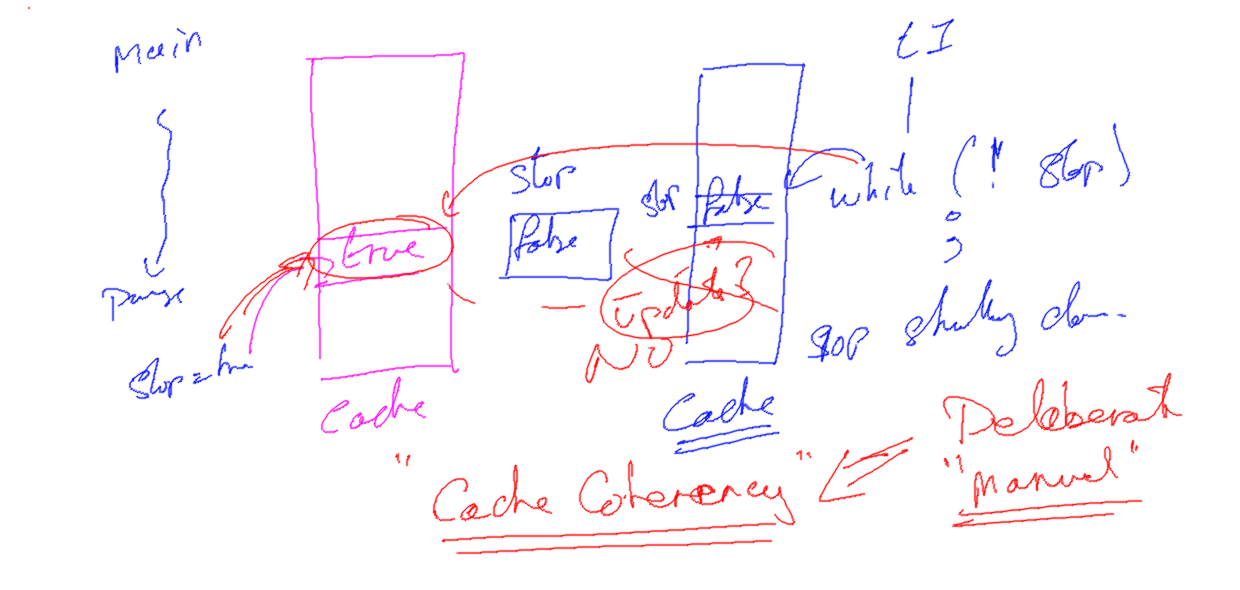 Main
t1
stop
while (! stop)
;
stop
false
false
true
update?
NO
pause
stop = true
stop shutting down
Cache
Cache
Deliberate
"Manual"
"Cache Coherency"